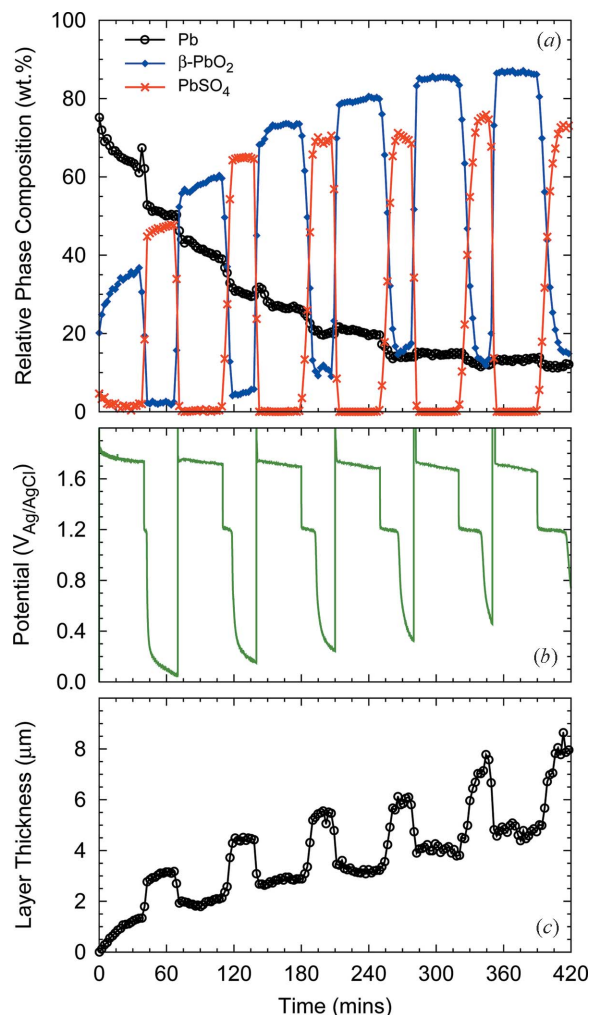 Pb
β-PbO2
PbSO4
(a)
Relative Phase Composition (wt.%)
100
80
60
40
20
0
Potential (VAg/AgCl)
1.6
1.2
0.8
0.4
0.0
(b)
Layer Thickness (μm)
8
6
4
2
0
(c)
0 60 120 180 240 300 360 420
Time (mins)